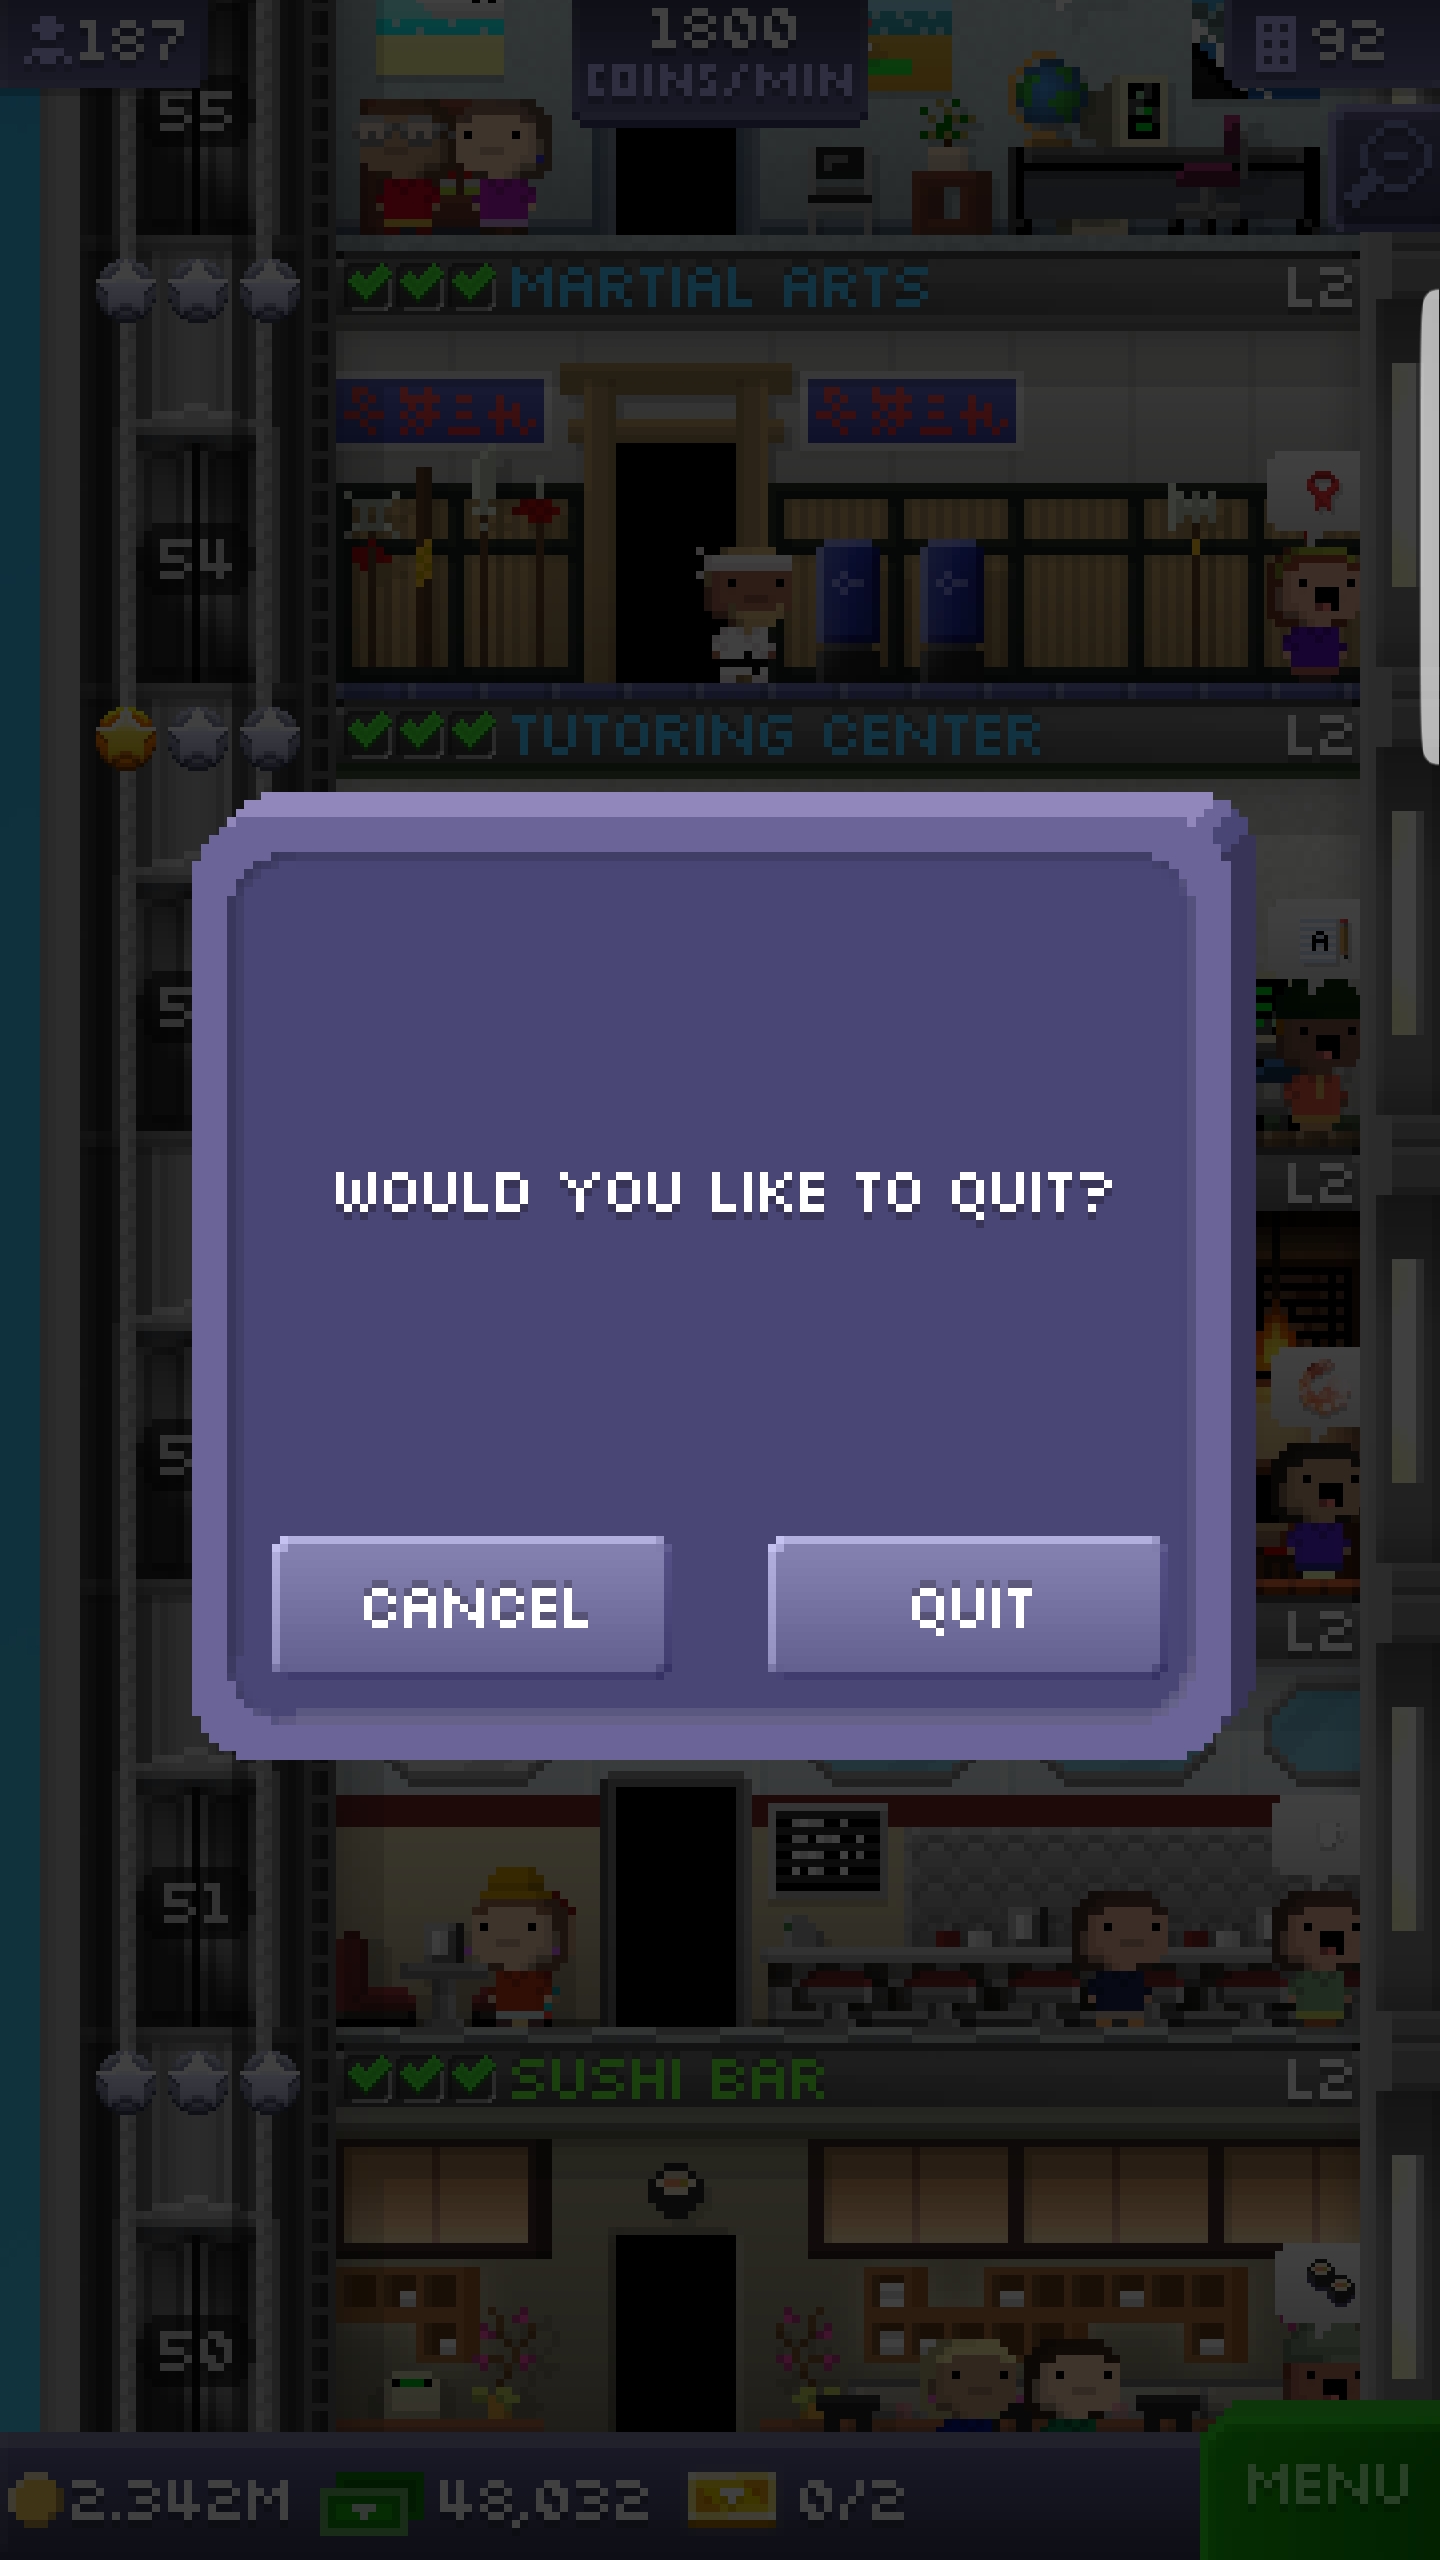 187
1800
COINS/MIN
92
55
MARTIAL ARTS L2
54
TUTORING CENTER L2
A
L2
WOULD YOU LIKE TO QUIT?
CANCEL QUIT
L2
51
SUSHI BAR L2
50
2.342M 48,032 0/2 MENU